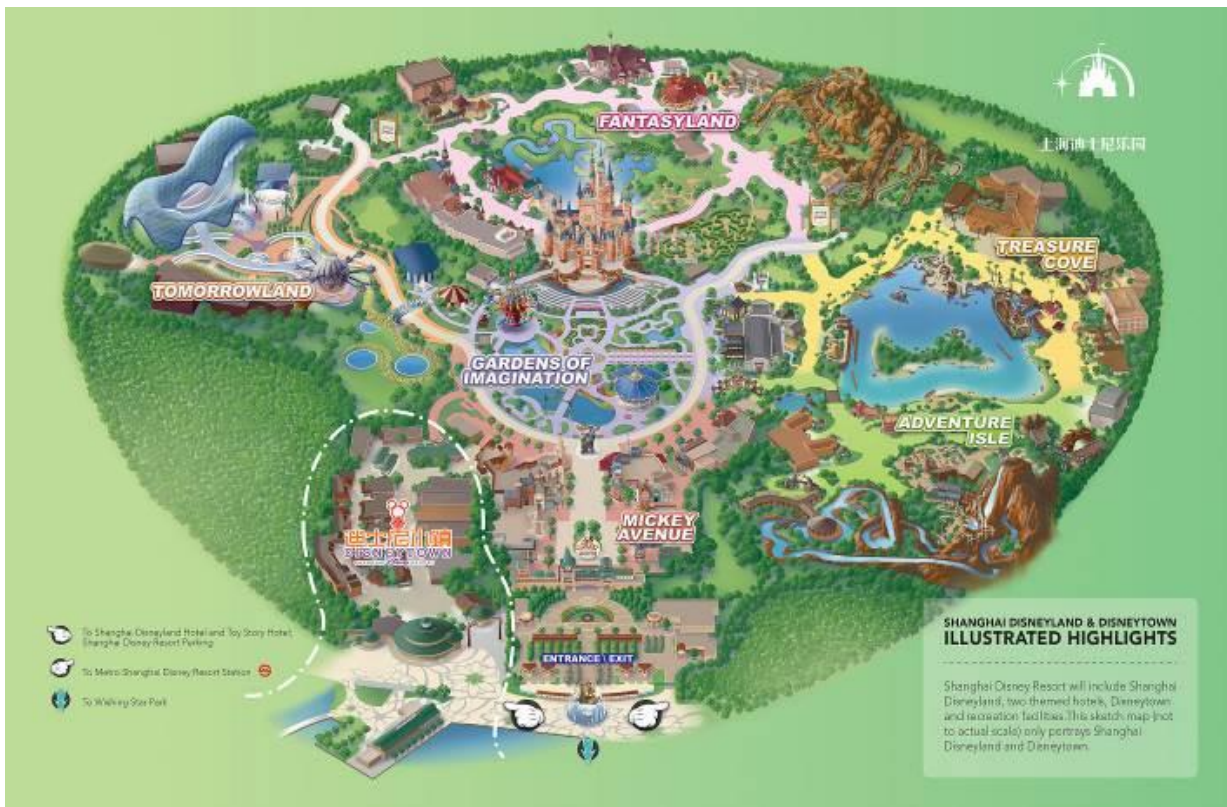 上海迪士尼乐园
FANTASYLAND
TREASURE
COVE
TOMORROWLAND
GARDENS OF
IMAGINATION
ADVENTURE
ISLE
MICKEY
AVENUE
迪士尼小镇
DISNEYTOWN
ENTRANCE \ EXIT
To Shanghai Disneyland Hotel and Toy Story Hotel,
Shanghai Disney Resort Parking
To Metro Shanghai Disney Resort Station
To Wishing Star Park
SHANGHAI DISNEYLAND & DISNEYTOWN
ILLUSTRATED HIGHLIGHTS
Shanghai Disney Resort will include Shanghai
Disneyland, two themed hotels, Disneytown
and recreation facilities. This sketch map (not
to actual scale) only portrays Shanghai
Disneyland and Disneytown.